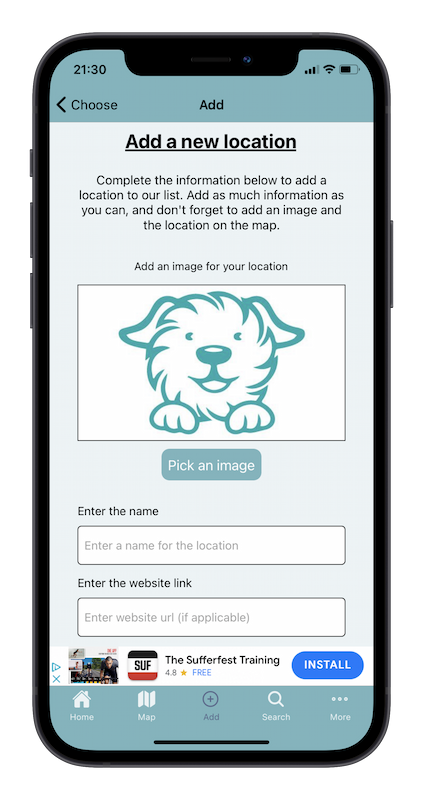 21:30
Choose
Add
Add a new location
Complete the information below to add a
location to our list. Add as much information as
you can, and don't forget to add an image and
the location on the map.
Add an image for your location
Pick an image
Enter the name
Enter a name for the location
Enter the website link
Enter website url (if applicable)
SUF
The Sufferfest Training
4.8 ★ FREE
INSTALL
Home
Map
Add
Search
More